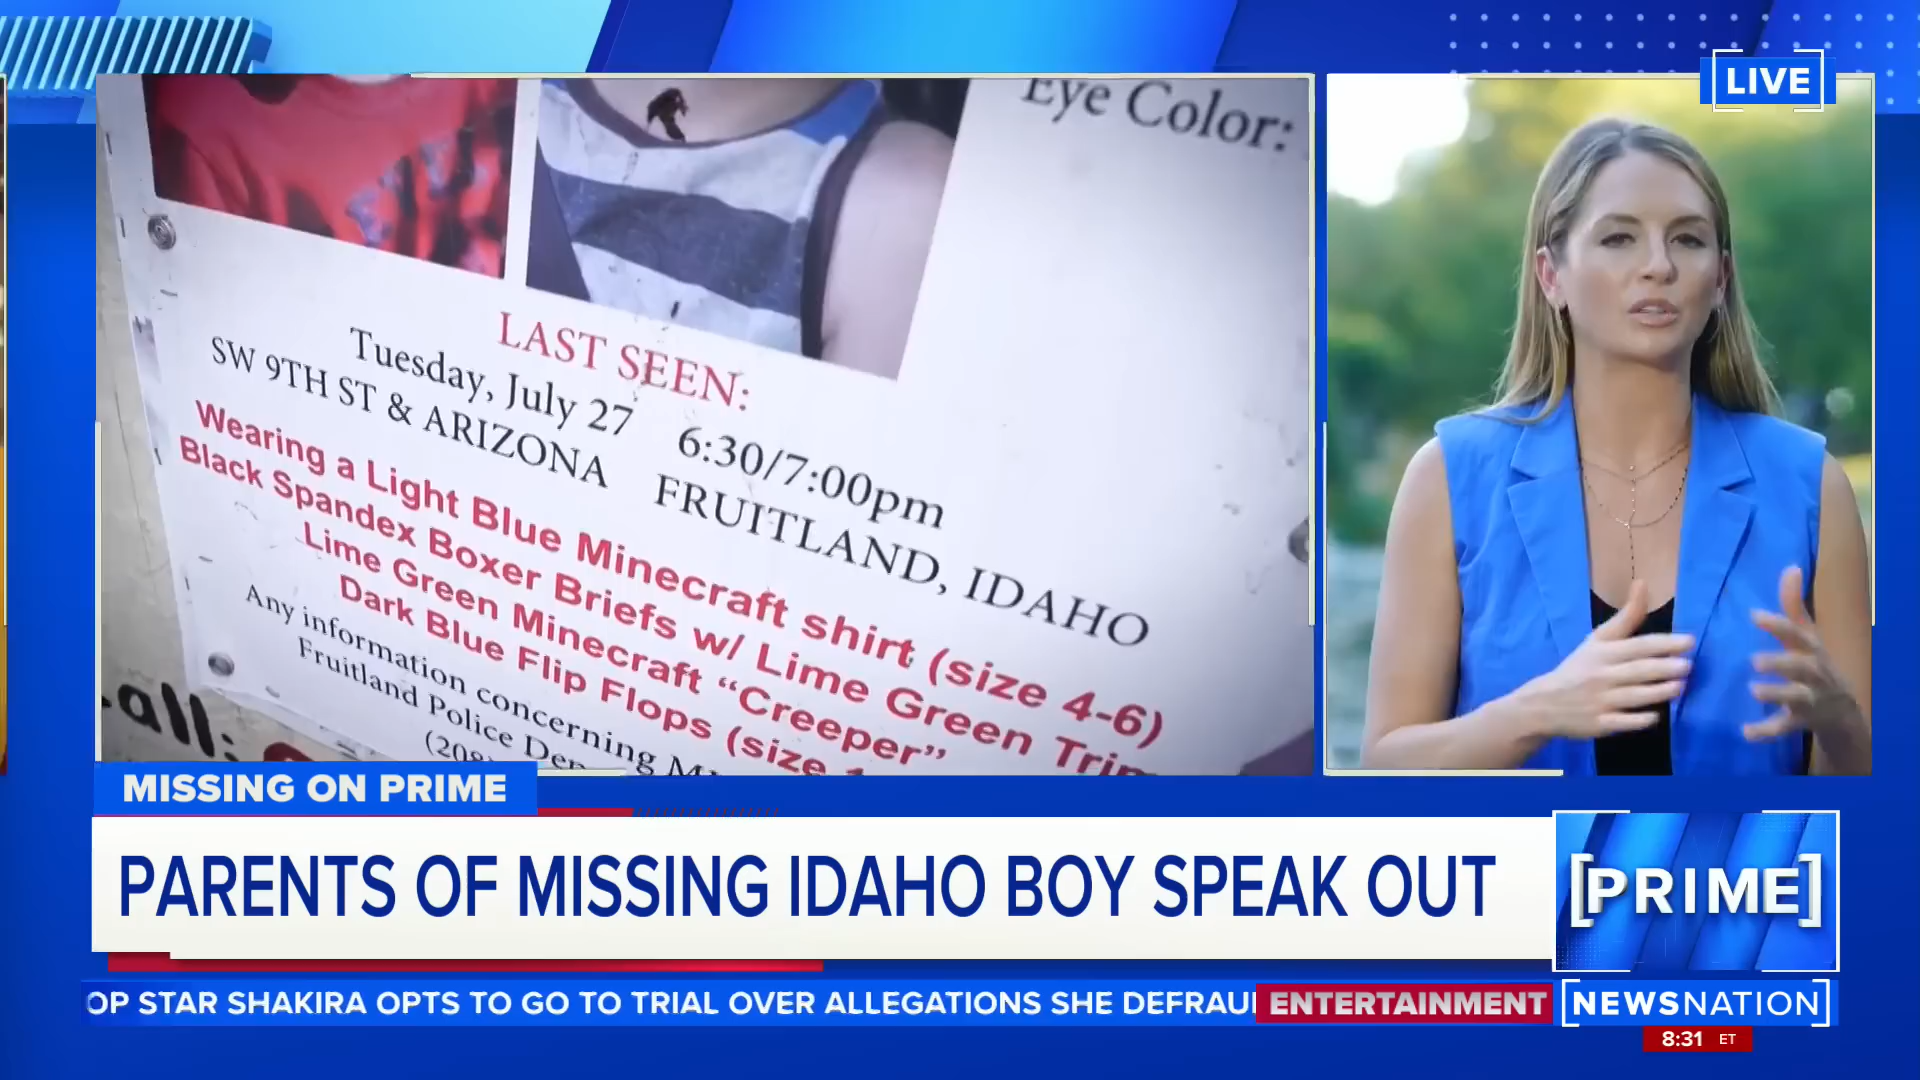 LIVE
Eye Color:
LAST SEEN:
Tuesday, July 27 6:30/7:00pm
SW 9TH ST & ARIZONA FRUITLAND, IDAHO
Wearing a Light Blue Minecraft shirt (size 4-6)
Black Spandex Boxer Briefs w/ Lime Green Trim
Lime Green Minecraft “Creeper”
Dark Blue Flip Flops (size
Any information concerning
Fruitland Police
(208
all:
MISSING ON PRIME
PARENTS OF MISSING IDAHO BOY SPEAK OUT
[PRIME]
OP STAR SHAKIRA OPTS TO GO TO TRIAL OVER ALLEGATIONS SHE DEFRAU
ENTERTAINMENT
[NEWSNATION]
8:31 ET